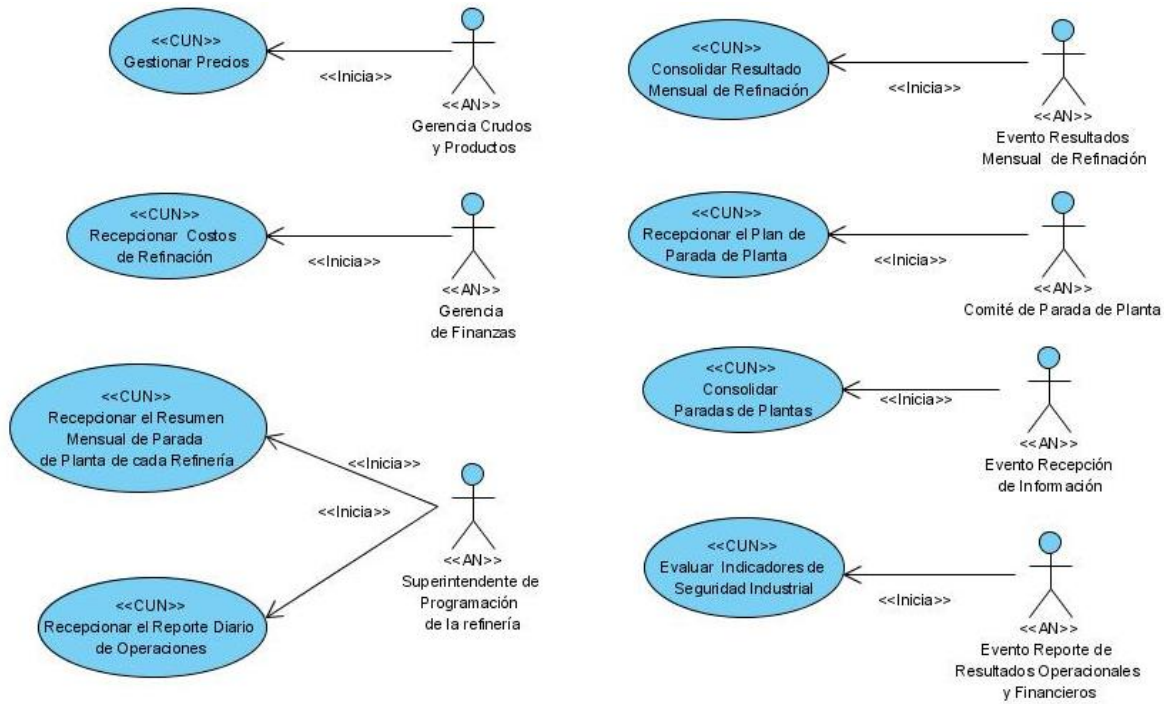 <<CUN>>
Gestionar Precios
<<Inicia>>
<<AN>>
Gerencia Crudos
y Productos
<<CUN>>
Recepcionar Costos
de Refinación
<<Inicia>>
<<AN>>
Gerencia
de Finanzas
<<CUN>>
Recepcionar el Resumen
Mensual de Parada
de Planta de cada Refinería
<<Inicia>>
<<Inicia>>
<<AN>>
Superintendente de
Programación
de la refinería
<<CUN>>
Recepcionar el Reporte Diario
de Operaciones
<<CUN>>
Consolidar Resultado
Mensual de Refinación
<<Inicia>>
<<AN>>
Evento Resultados
Mensual de Refinación
<<CUN>>
Recepcionar el Plan de
Parada de Planta
<<Inicia>>
<<AN>>
Comité de Parada de Planta
<<CUN>>
Consolidar
Paradas de Plantas
<<Inicia>>
<<AN>>
Evento Recepción
de Información
<<CUN>>
Evaluar Indicadores de
Seguridad Industrial
<<Inicia>>
<<AN>>
Evento Reporte de
Resultados Operacionales
y Financieros